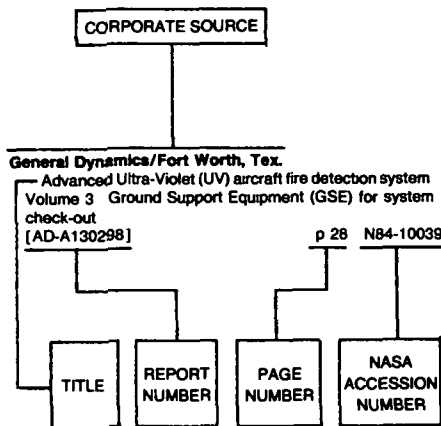 CORPORATE SOURCE
General Dynamics/Fort Worth, Tex.
Advanced Ultra-Violet (UV) aircraft fire detection system
Volume 3 Ground Support Equipment (GSE) for system
check-out
[AD-A130298] p 28 N84-10039
TITLE
REPORT
NUMBER
PAGE
NUMBER
NASA
ACCESSION
NUMBER